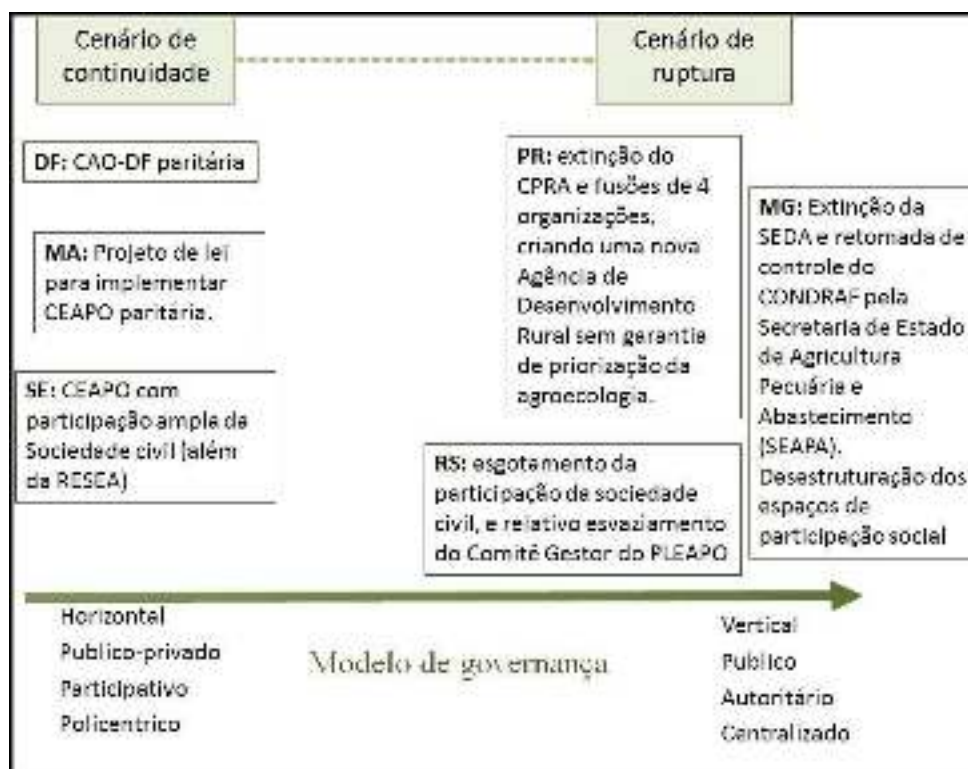 Cenário de
continuidade
Cenário de
ruptura
DF: CAO-DF paritária
MA: Projeto de lei
para implementar
CEAPO paritária.
SE: CEAPO com
participação ampla da
Sociedade civil (além
da RESEA)
PR: extinção do
CPRA e fusões de 4
organizações,
criando uma nova
Agência de
Desenvolvimento
Rural sem garantia
de priorização da
agroecologia.
RS: esgotamento da
participação da sociedade
civil, e relativo esvaziamento
do Comitê Gestor do PLEAPO
MG: Extinção da
SEDA e retomada de
controle do
CONDRAF pela
Secretaria de Estado
de Agricultura
Pecuária e
Abastecimento
(SEAPA).
Desestruturação dos
espaços de
participação social
Horizontal
Publico-privado
Participativo
Policentrico
Modelo de governança
Vertical
Publico
Autoritário
Centralizado